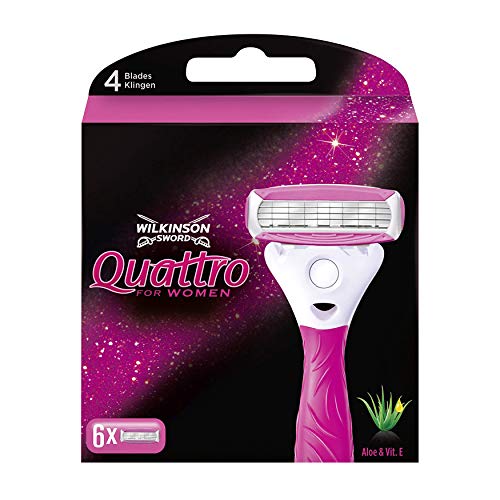 4 Blades
Klingen
WILKINSON
SWORD
Quattro
FOR WOMEN
6x
Aloe & Vit. E